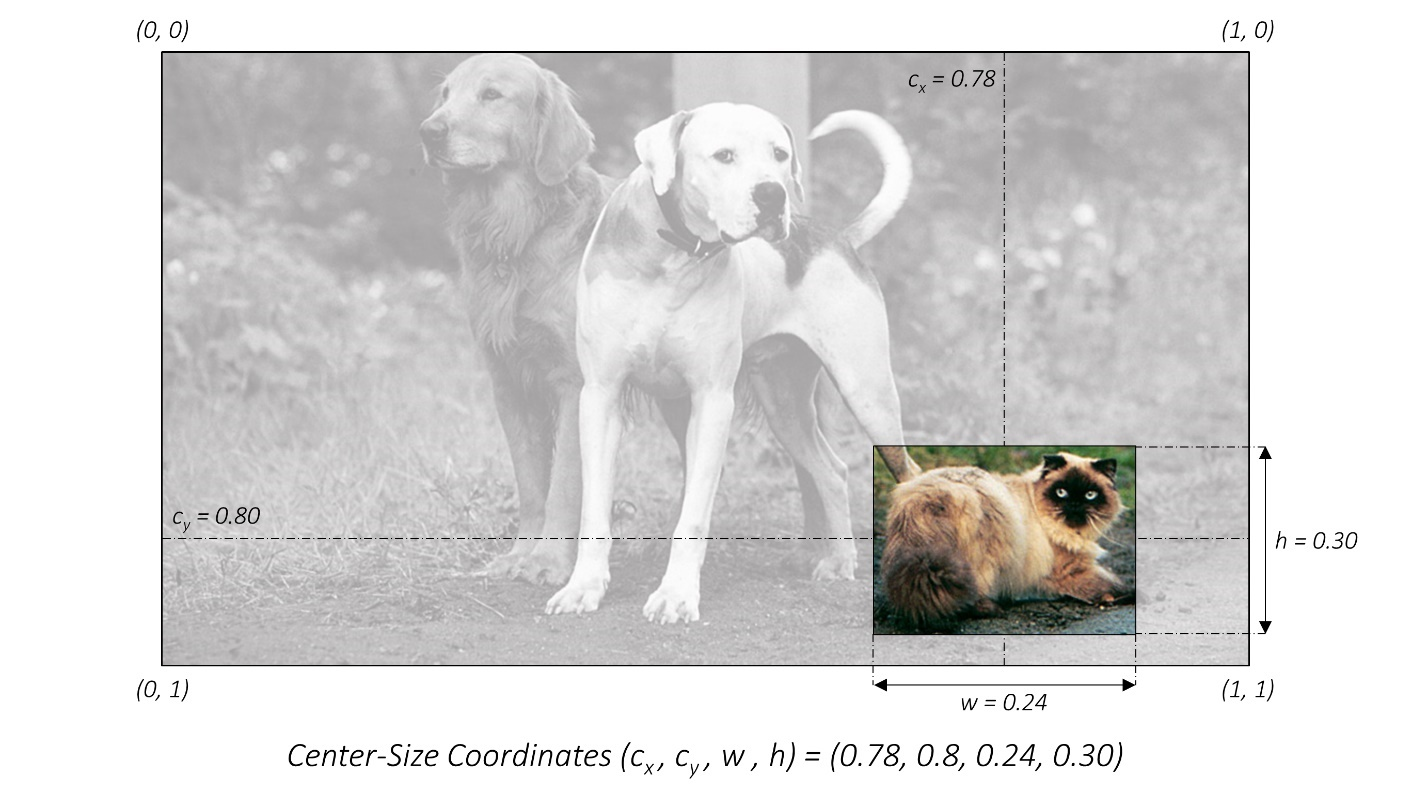 (0, 0)
(1, 0)
cx = 0.78
cy = 0.80
h = 0.30
(0, 1)
(1, 1)
w = 0.24
Center-Size Coordinates (cx, cy, w , h) = (0.78, 0.8, 0.24, 0.30)